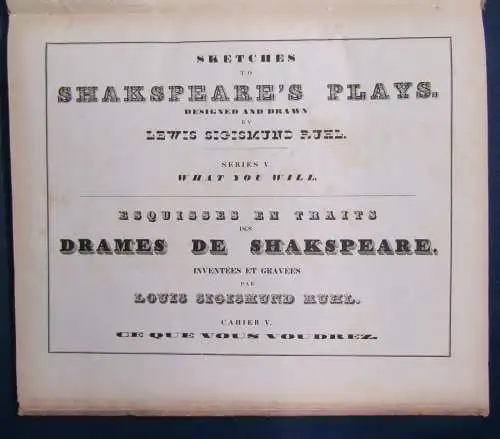 SKETCHES
TO
SHAKSPEARE'S PLAYS.
DESIGNED AND DRAWN
BY
LEWIS SIGISMUND RUHL.
SERIES V.
WHAT YOU WILL.
ESQUISSES EN TRAITS
DES
DRAMES DE SHAKSPEARE.
INVENTÉES ET GRAVÉES
PAR
LOUIS SIGISMUND RUHL.
CAHIER V.
CE QUE VOUS VOUDREZ.